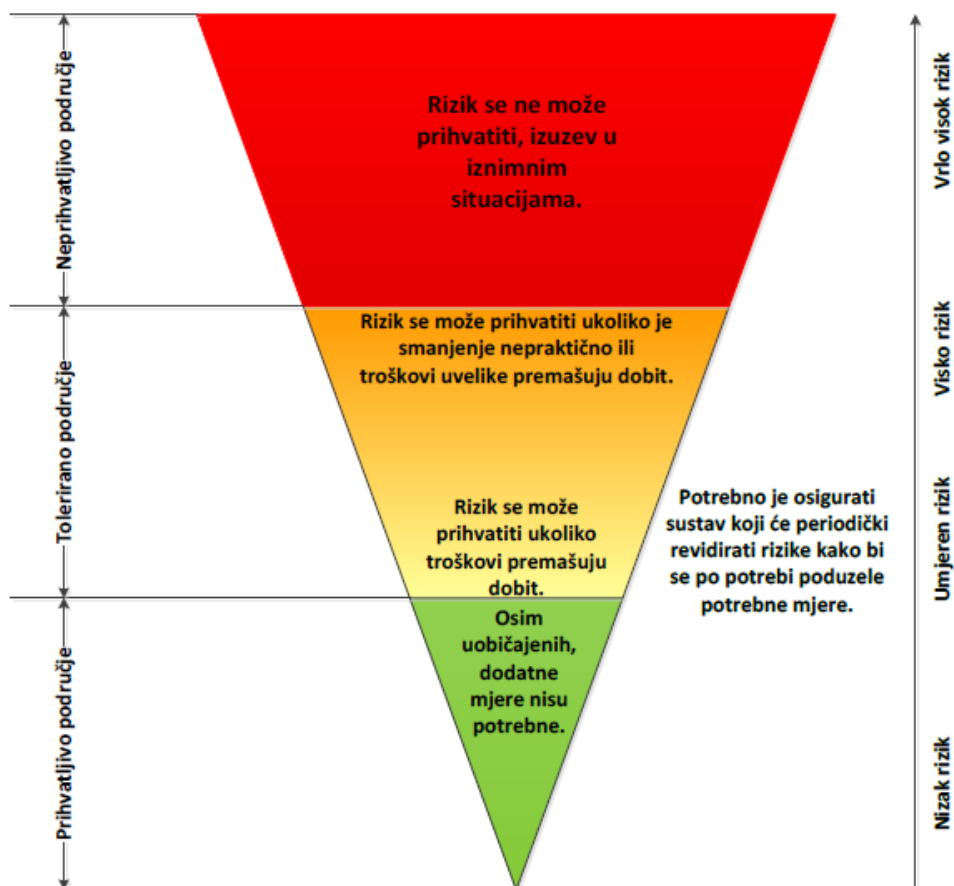 Neprihvatljivo područje
Tolerirano područje
Prihvatljivo područje
Rizik se ne može
prihvatiti, izuzev u
iznimnim
situacijama.
Rizik se može prihvatiti ukoliko je
smanjenje nepraktično ili
troškovi uvelike premašuju dobit.
Rizik se može
prihvatiti ukoliko
troškovi premašuju
dobit.
Osim
uobičajenih,
dodatne
mjere nisu
potrebne.
Potrebno je osigurati
sustav koji će periodički
revidirati rizike kako bi
se po potrebi poduzele
potrebne mjere.
Vrlo visok rizik
Visko rizik
Umjeren rizik
Nizak rizik